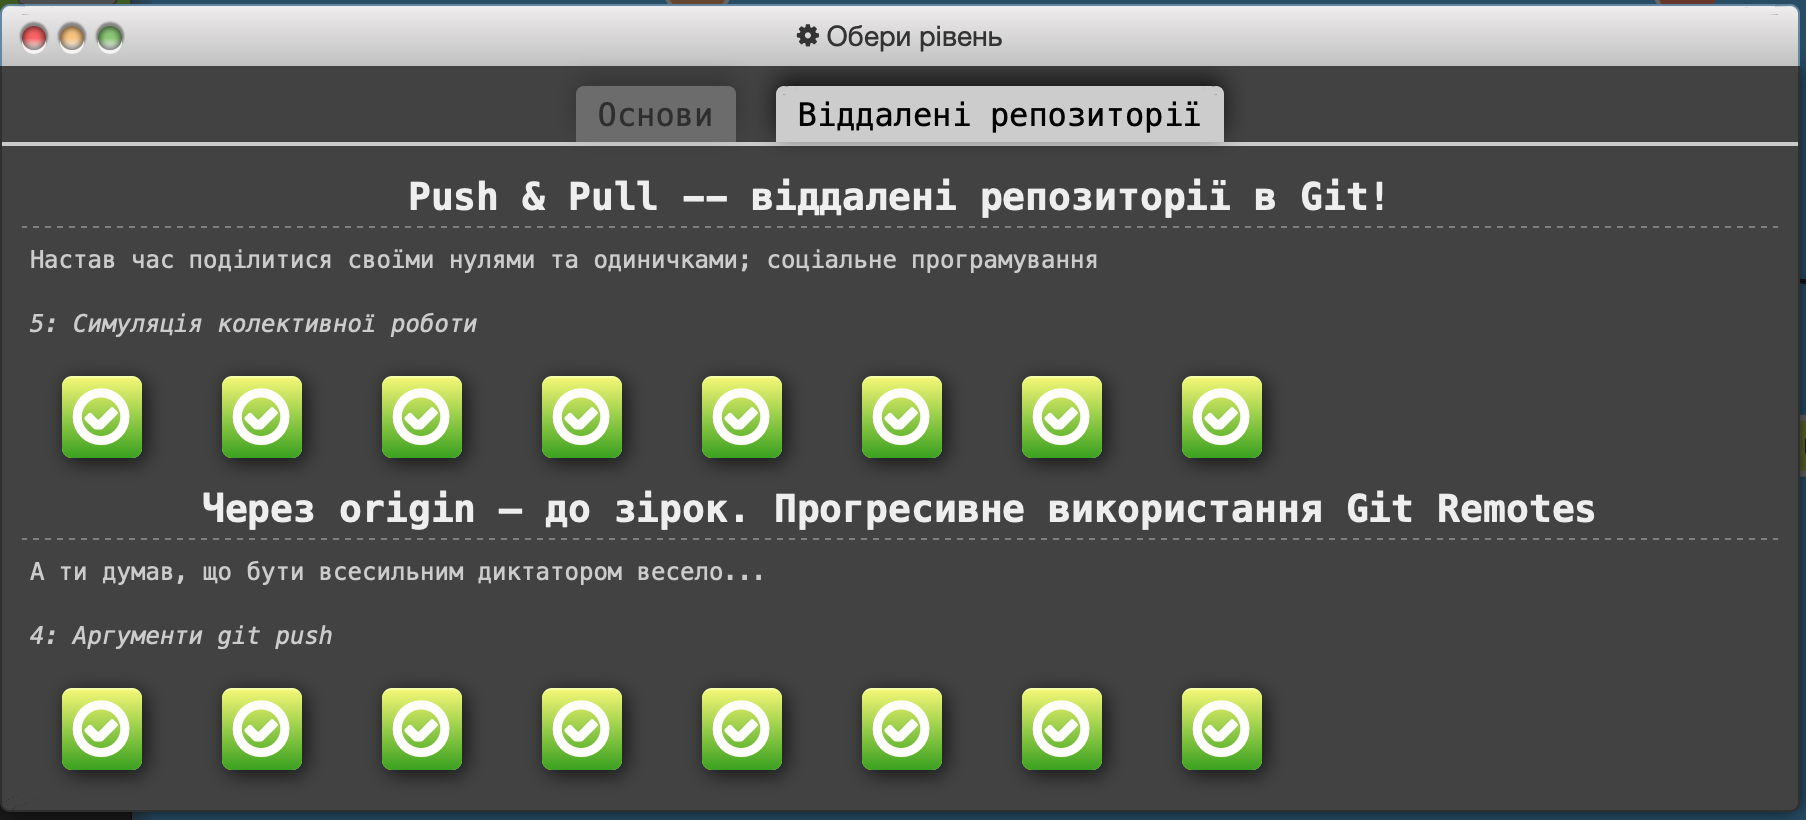 Обери рівень
Основи
Віддалені репозиторії
Push & Pull -- віддалені репозиторії в Git!
Настав час поділитися своїми нулями та одиничками; соціальне програмування
5: Симуляція колективної роботи
Через origin – до зірок. Прогресивне використання Git Remotes
А ти думав, що бути всесильним диктатором весело...
4: Аргументи git push